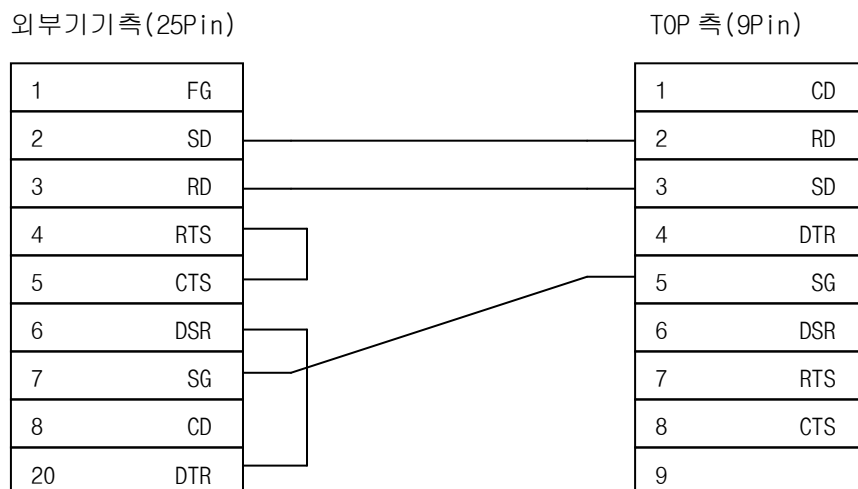 외부기기측(25Pin) TOP 측(9Pin)
1 FG 1 CD
2 SD 2 RD
3 RD 3 SD
4 RTS 4 DTR
5 CTS 5 SG
6 DSR 6 DSR
7 SG 7 RTS
8 CD 8 CTS
20 DTR 9